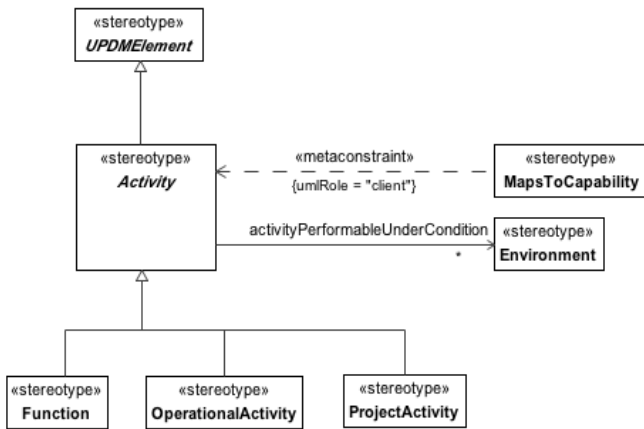 «stereotype»
UPDMElement
«stereotype»
Activity
«metaconstraint»
{umlRole = "client"}
«stereotype»
MapsToCapability
activityPerformableUnderCondition
*
«stereotype»
Environment
«stereotype»
Function
«stereotype»
OperationalActivity
«stereotype»
ProjectActivity